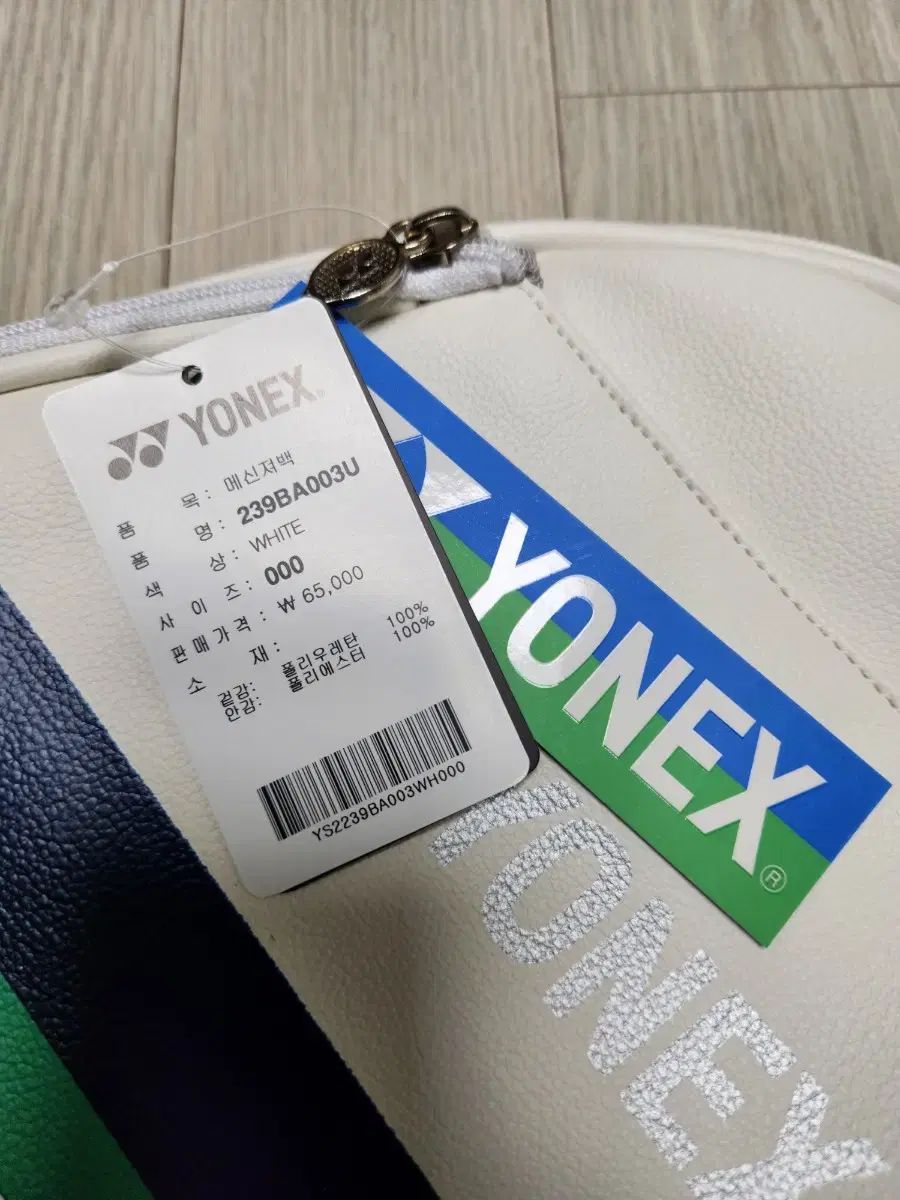 YONEX
품 목 : 메신져백
품 명 : 239BA003U
색 상 : WHITE
사 이 즈 : 000
판 매 가 격 : ₩ 65,000
소 재 :
겉감: 폴리우레탄 100%
안감: 폴리에스터 100%
YS2239BA003WH000
YONEX®
YONEX